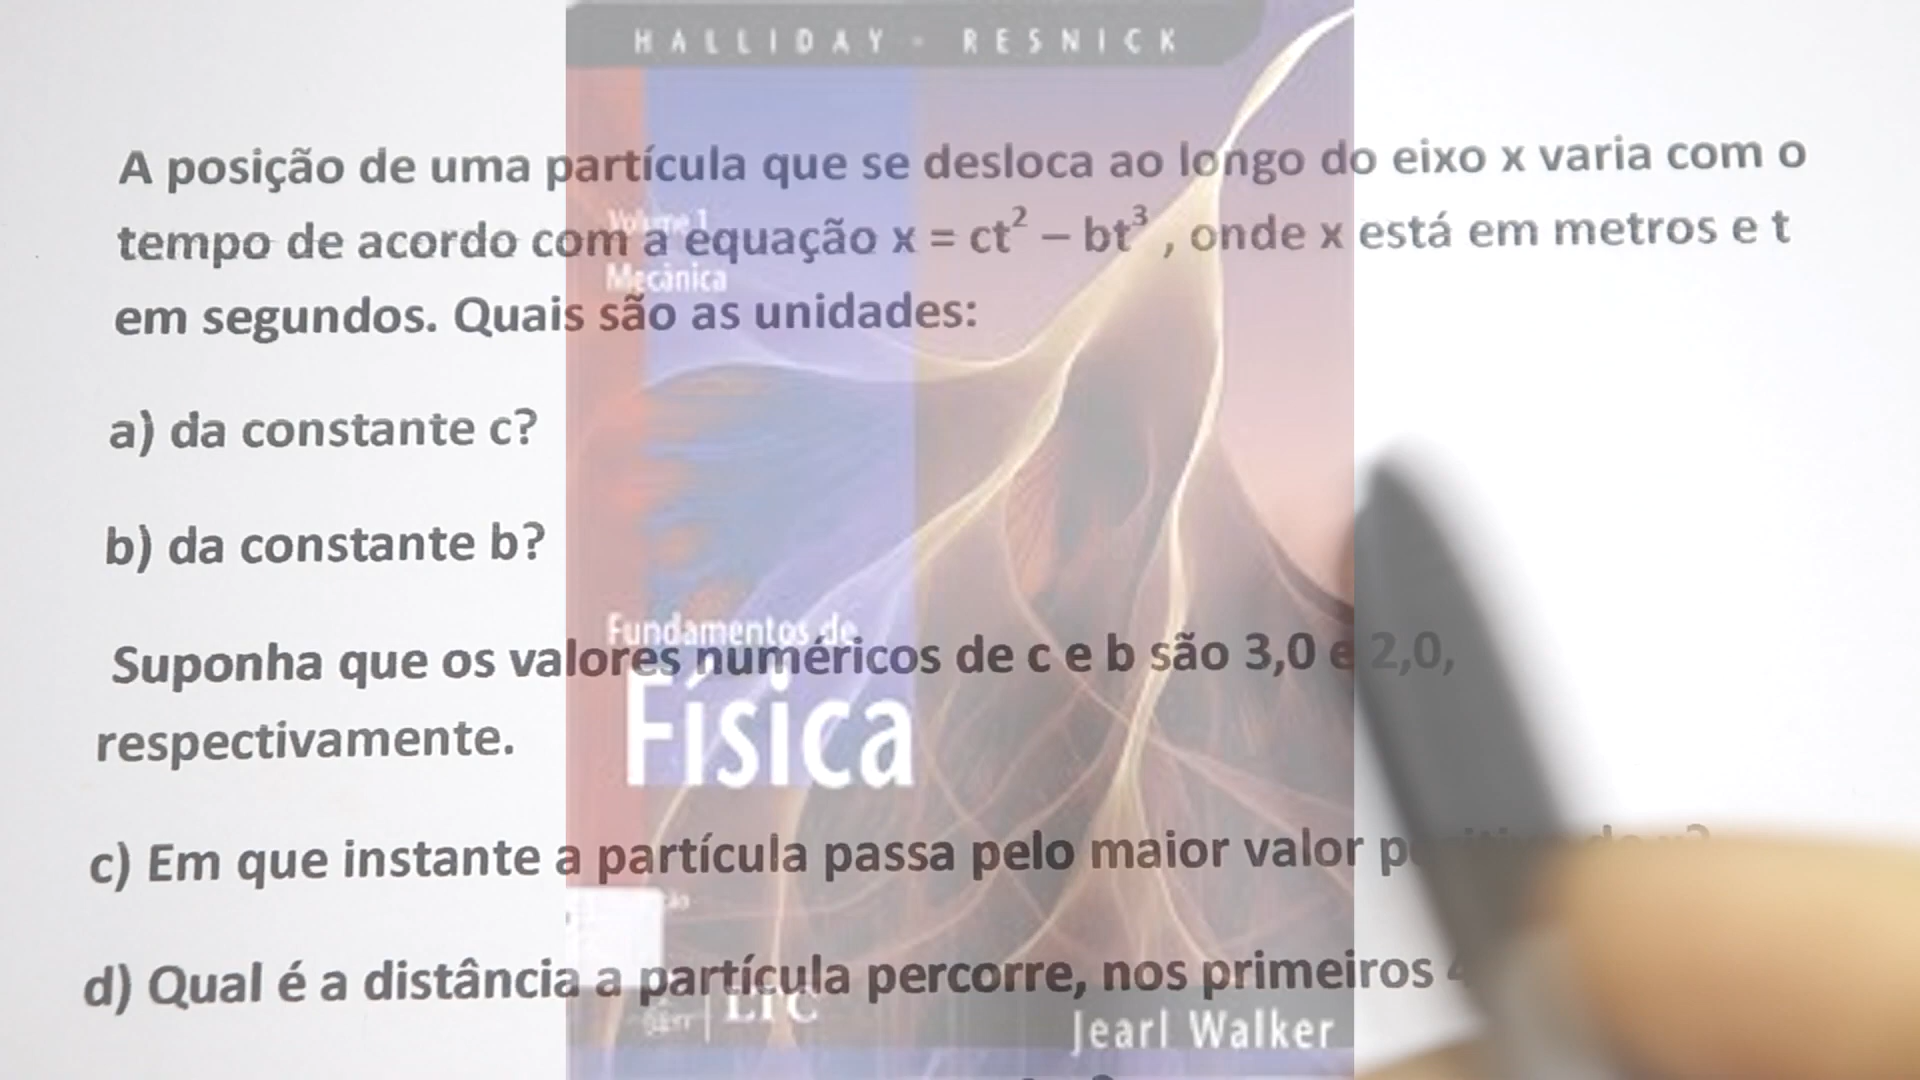 HALLIDAY • RESNICK
A posição de uma partícula que se desloca ao longo do eixo x varia com o
Volume 1
tempo de acordo com a equação x = ct² – bt³ , onde x está em metros e t
Mecânica
em segundos. Quais são as unidades:
a) da constante c?
b) da constante b?
Fundamentos de
Suponha que os valores numéricos de c e b são 3,0 e 2,0,
Física
respectivamente.
c) Em que instante a partícula passa pelo maior valor
d) Qual é a distância a partícula percorre, nos primeiros
LTC
Jearl Walker